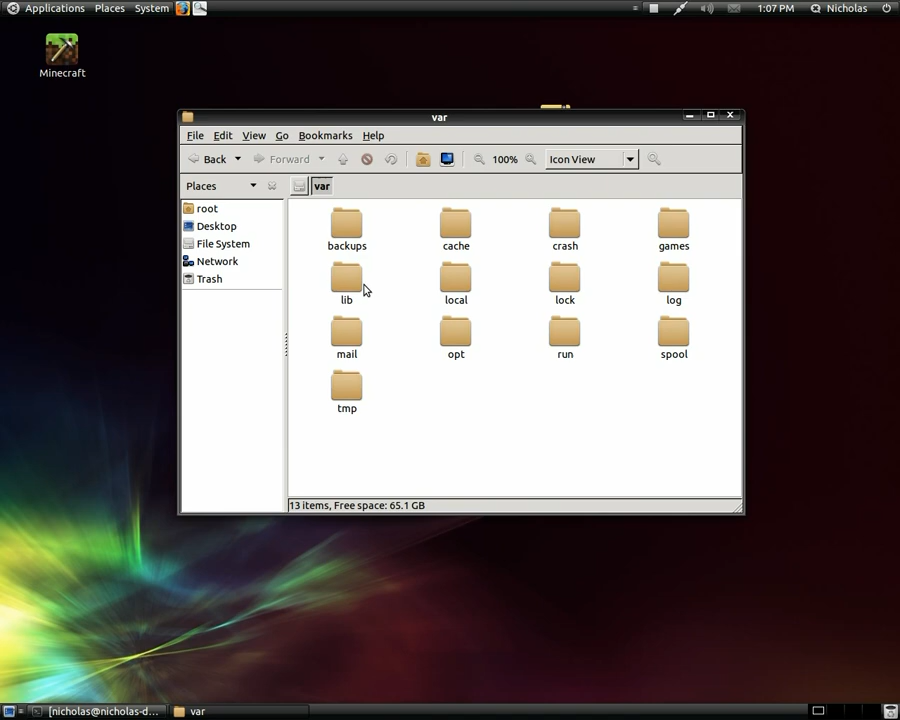 Applications Places System 1:07 PM Nicholas
Minecraft
var
File Edit View Go Bookmarks Help
Back Forward 100% Icon View
Places var
root
Desktop
File System
Network
Trash
backups cache crash games
lib local lock log
mail opt run spool
tmp
13 items, Free space: 65.1 GB
[nicholas@nicholas-d... var